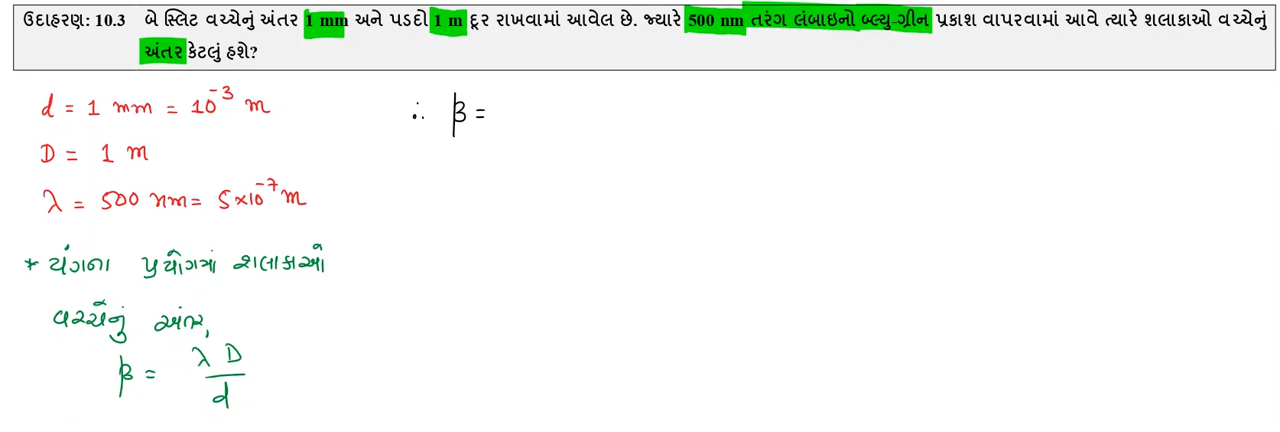 ઉદાહરણ: 10.3 બે સ્લિટ વચ્ચેનું અંતર 1 mm અને પડદો 1 m દૂર રાખવામાં આવેલ છે. જ્યારે 500 nm તરંગ લંબાઇનો બ્લ્યુ-ગ્રીન પ્રકાશ વાપરવામાં આવે ત્યારે શલાકાઓ વચ્ચેનું
અંતર કેટલું હશે?
d = 1 mm = 10⁻³ m
D = 1 m
λ = 500 nm = 5×10⁻⁷ m
* યંગના પ્રયોગમાં શલાકાઓ
વચ્ચેનું અંતર,
β = λ D / d
∴ β =